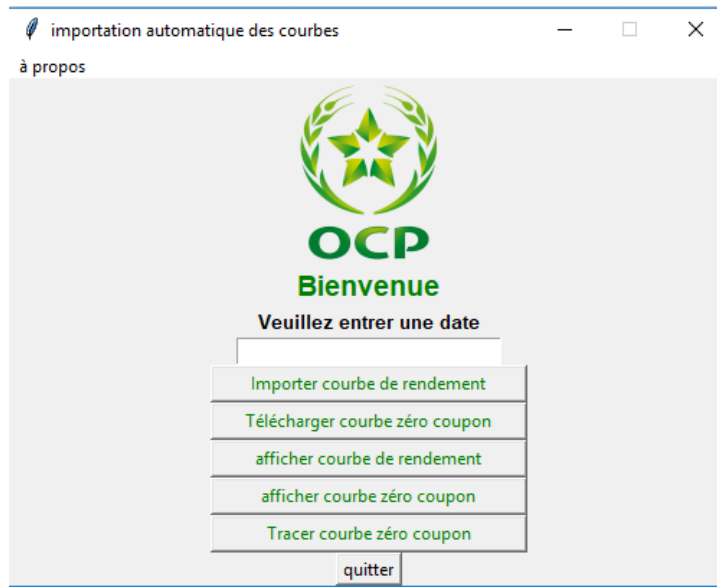 importation automatique des courbes
à propos
OCP
Bienvenue
Veuillez entrer une date
Importer courbe de rendement
Télécharger courbe zéro coupon
afficher courbe de rendement
afficher courbe zéro coupon
Tracer courbe zéro coupon
quitter